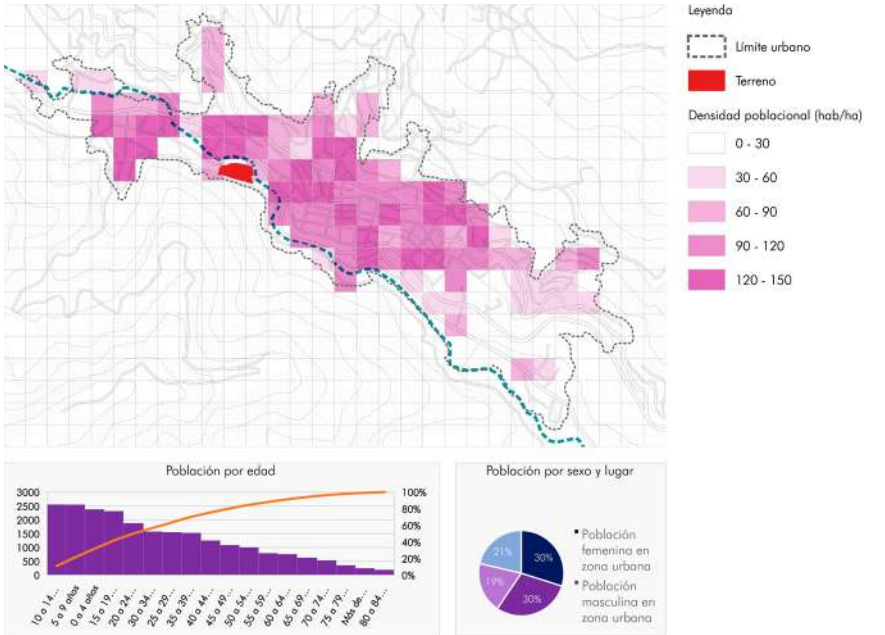 Leyenda
Límite urbano
Terreno
Densidad poblacional (hab/ha)
0 - 30
30 - 60
60 - 90
90 - 120
120 - 150
Población por edad
3000
2500
2000
1500
1000
500
0
100%
80%
60%
40%
20%
0%
10 a 14...
5 a 9 años
0 a 4 años
15 a 19...
20 a 24...
30 a 34...
25 a 29...
35 a 39...
40 a 44...
45 a 49...
50 a 54...
55 a 59...
60 a 64...
65 a 69...
70 a 74...
75 a 79...
Más de...
80 a 84...
Población por sexo y lugar
21%
30%
19%
30%
Población
femenina en
zona urbana
Población
masculina en
zona urbana